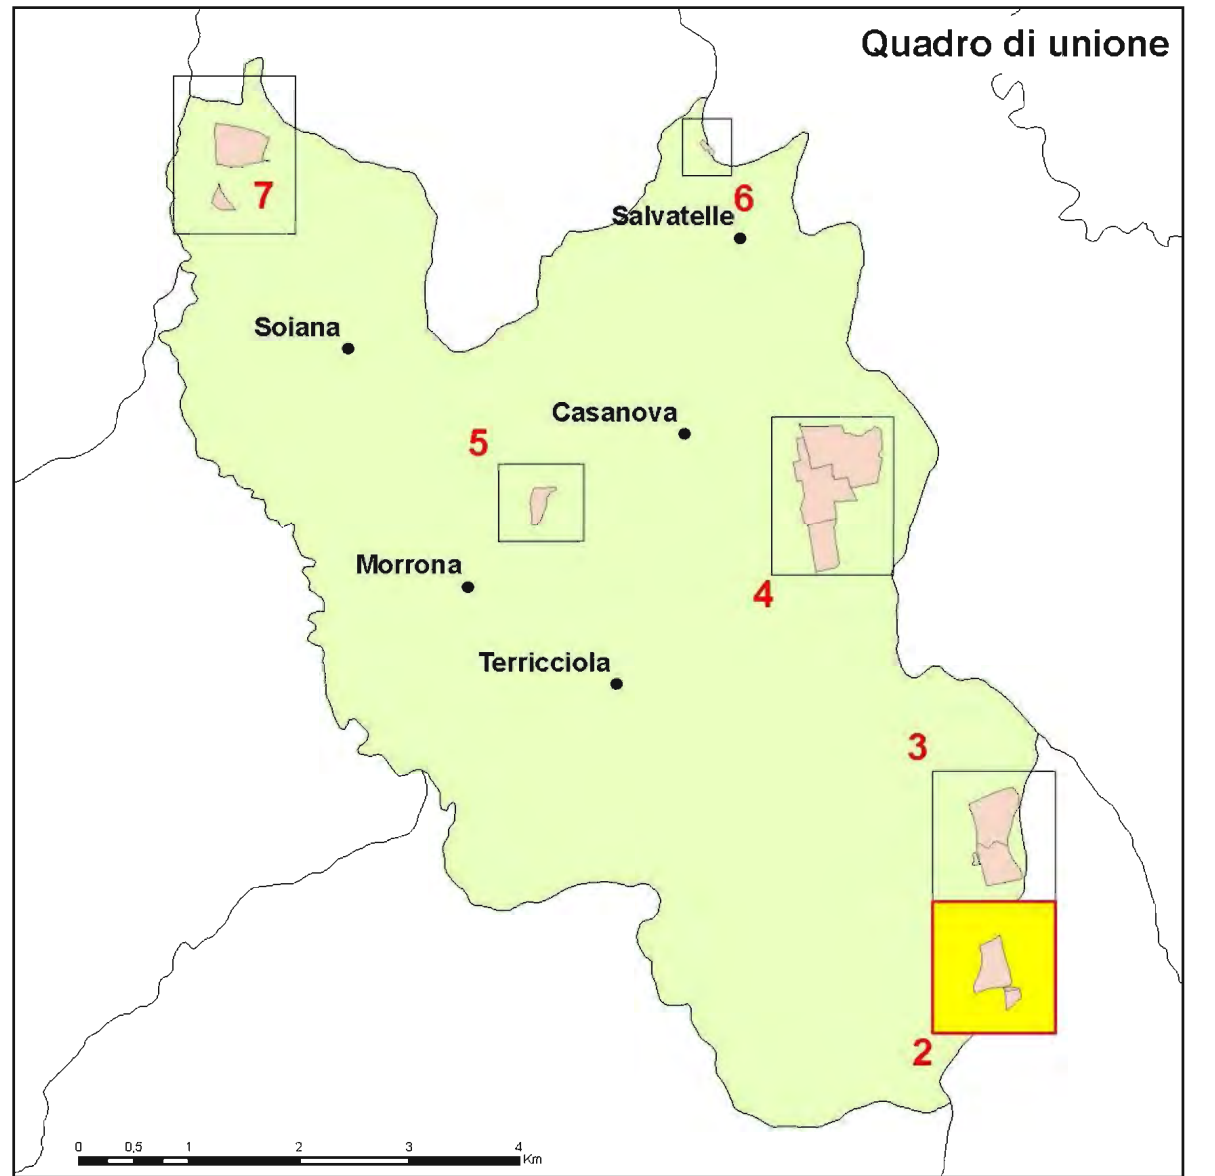 Quadro di unione
7
6
Salvatelle
Soiana
Casanova
5
Morrona
4
Terricciola
3
2
0 0,5 1 2 3 4
Km